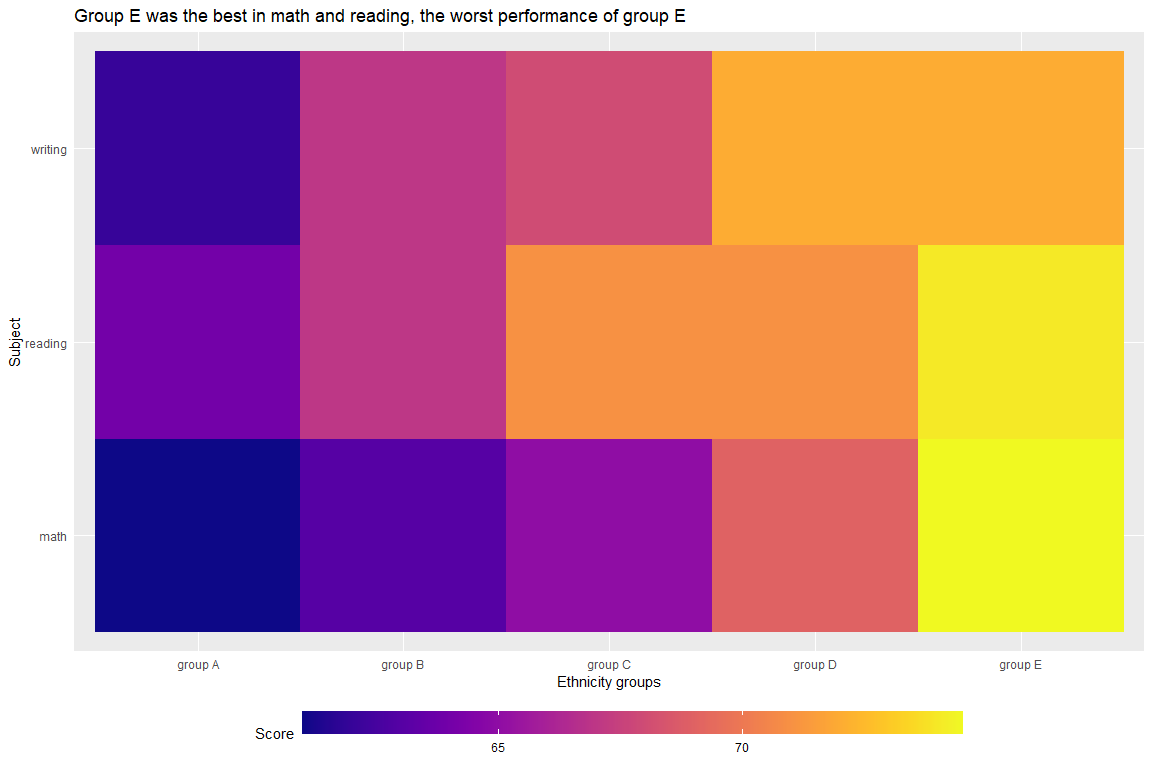 Group E was the best in math and reading, the worst performance of group E
Subject
writing
reading
math
group A group B group C group D group E
Ethnicity groups
Score
65 70